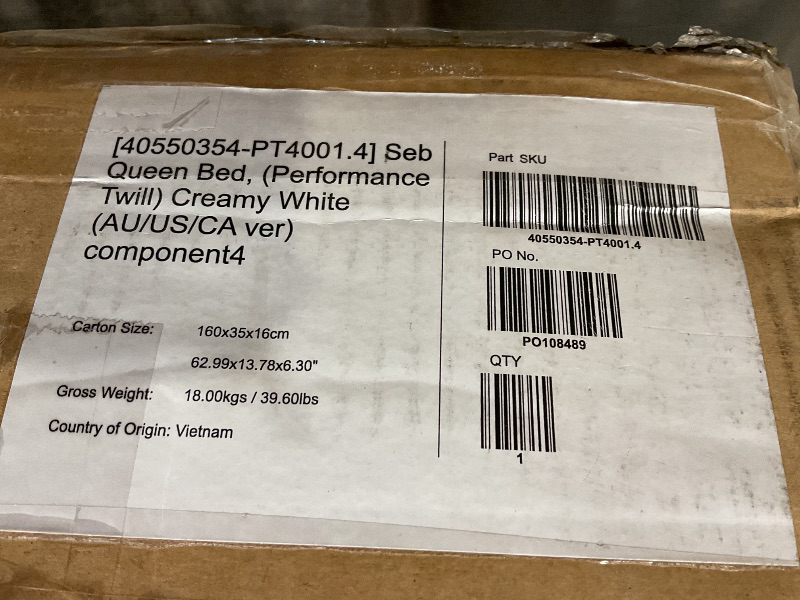 [40550354-PT4001.4] Seb
Queen Bed, (Performance
Twill) Creamy White
(AU/US/CA ver)
component4
Carton Size: 160x35x16cm
62.99x13.78x6.30"
Gross Weight: 18.00kgs / 39.60lbs
Country of Origin: Vietnam
Part SKU
40550354-PT4001.4
PO No.
PO108489
QTY
1